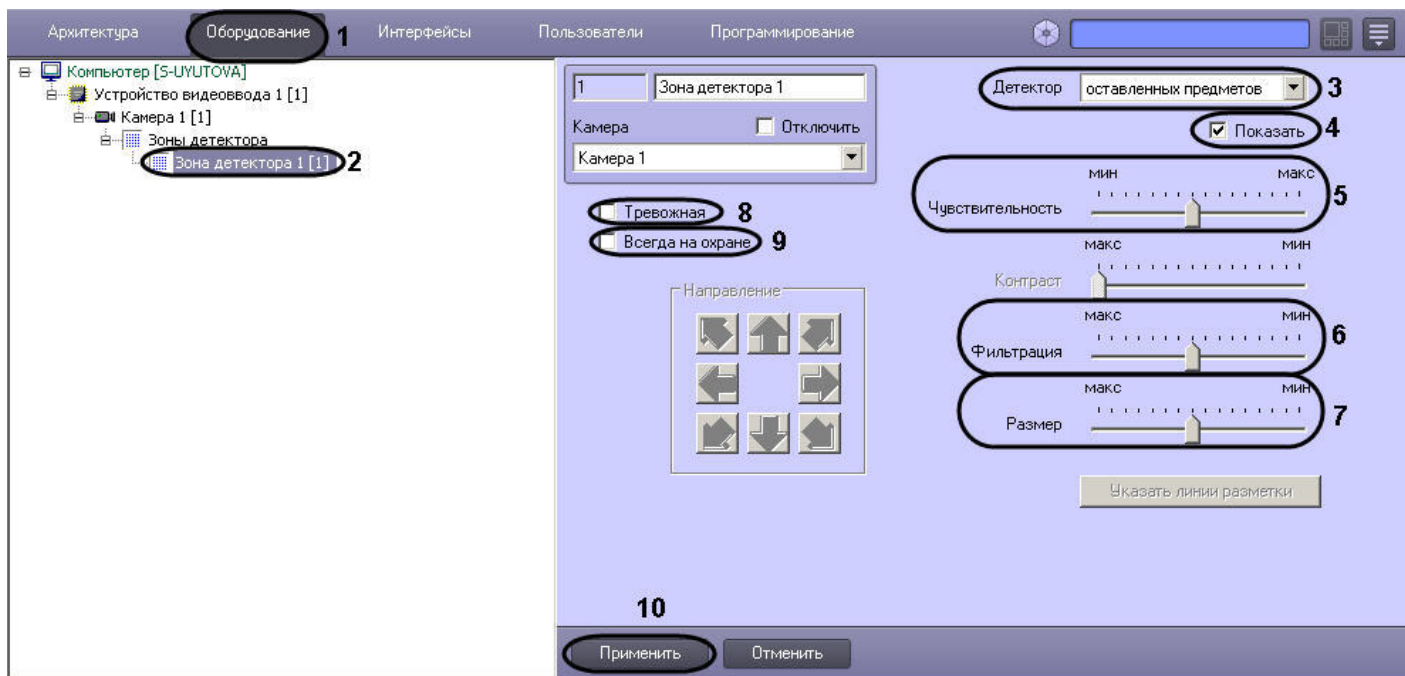 Архитектура Оборудование 1 Интерфейсы Пользователи Программирование
Компьютер [S-UYUTOVA]
Устройство видеоввода 1 [1]
Камера 1 [1]
Зоны детектора
Зона детектора 1 [1] 2
1 Зона детектора 1
Камера Отключить
Камера 1
Тревожная 8
Всегда на охране 9
Направление
Детектор оставленных предметов 3
Показать 4
мин макс
Чувствительность 5
макс мин
Контраст
макс мин
Фильтрация 6
макс мин
Размер 7
Указать линии разметки
10
Применить Отменить